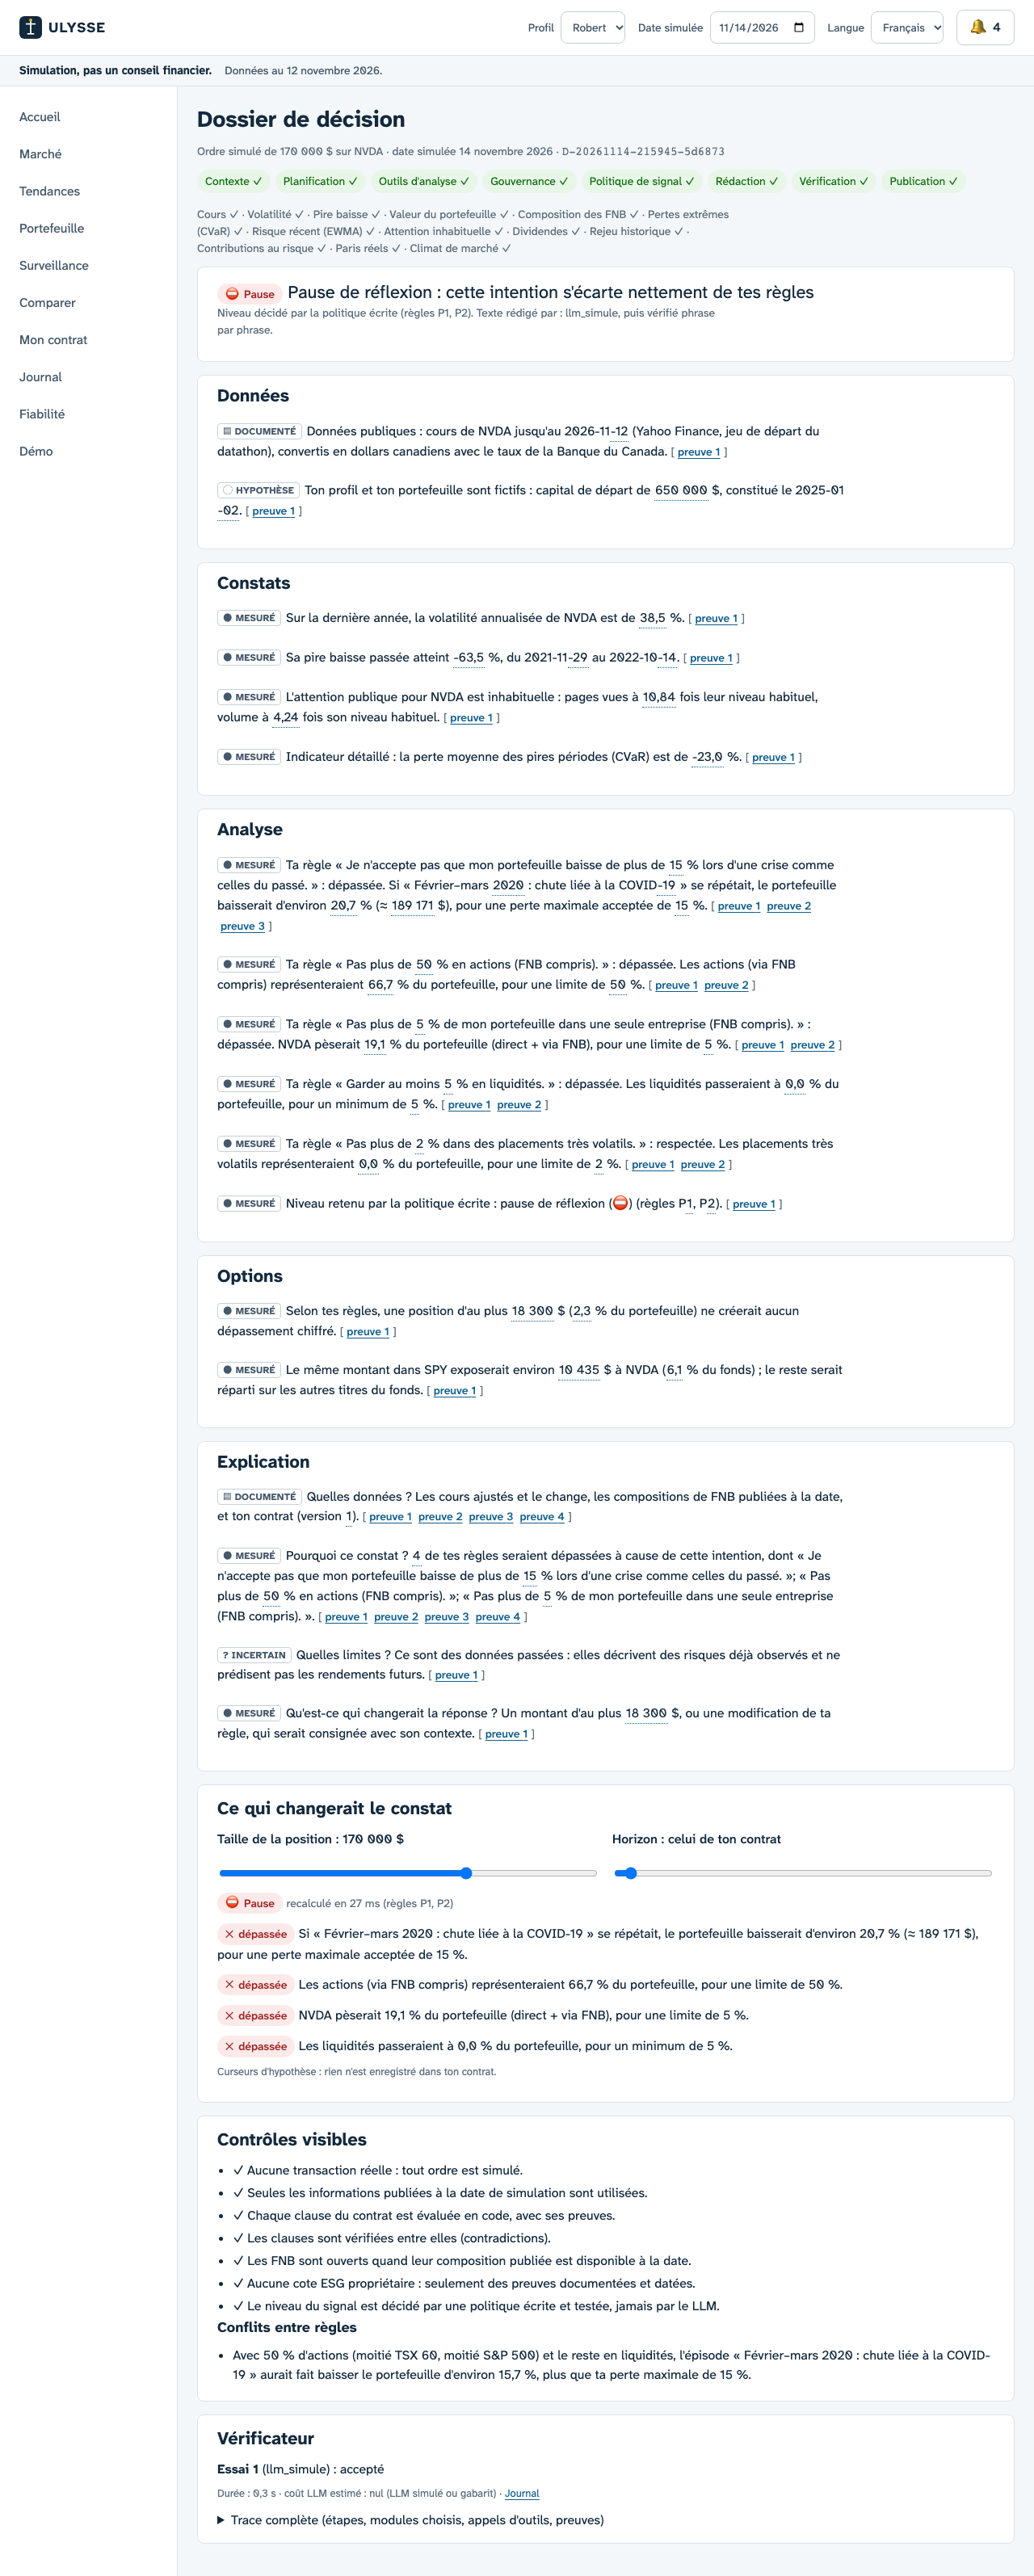 ULYSSE
Profil Robert Date simulée 11/14/2026 Langue Français 🔔 4
Simulation, pas un conseil financier. Données au 12 novembre 2026.
Accueil
Marché
Tendances
Portefeuille
Surveillance
Comparer
Mon contrat
Journal
Fiabilité
Démo
Dossier de décision
Ordre simulé de 170 000 $ sur NVDA · date simulée 14 novembre 2026 · D-20261114-215945-5d6873
Contexte ✓ Planification ✓ Outils d'analyse ✓ Gouvernance ✓ Politique de signal ✓ Rédaction ✓ Vérification ✓ Publication ✓
Cours ✓ · Volatilité ✓ · Pire baisse ✓ · Valeur du portefeuille ✓ · Composition des FNB ✓ · Pertes extrêmes
(CVaR) ✓ · Risque récent (EWMA) ✓ · Attention inhabituelle ✓ · Dividendes ✓ · Rejeu historique ✓ ·
Contributions au risque ✓ · Paris réels ✓ · Climat de marché ✓
⛔ Pause Pause de réflexion : cette intention s'écarte nettement de tes règles
Niveau décidé par la politique écrite (règles P1, P2). Texte rédigé par : llm_simule, puis vérifié phrase
par phrase.
Données
DOCUMENTÉ Données publiques : cours de NVDA jusqu'au 2026-11-12 (Yahoo Finance, jeu de départ du
datathon), convertis en dollars canadiens avec le taux de la Banque du Canada. [ preuve 1 ]
HYPOTHÈSE Ton profil et ton portefeuille sont fictifs : capital de départ de 650 000 $, constitué le 2025-01
-02. [ preuve 1 ]
Constats
MESURÉ Sur la dernière année, la volatilité annualisée de NVDA est de 38,5 %. [ preuve 1 ]
MESURÉ Sa pire baisse passée atteint -63,5 %, du 2021-11-29 au 2022-10-14. [ preuve 1 ]
MESURÉ L'attention publique pour NVDA est inhabituelle : pages vues à 10,84 fois leur niveau habituel,
volume à 4,24 fois son niveau habituel. [ preuve 1 ]
MESURÉ Indicateur détaillé : la perte moyenne des pires périodes (CVaR) est de -23,0 %. [ preuve 1 ]
Analyse
MESURÉ Ta règle « Je n'accepte pas que mon portefeuille baisse de plus de 15 % lors d'une crise comme
celles du passé. » : dépassée. Si « Février–mars 2020 : chute liée à la COVID-19 » se répétait, le portefeuille
baisserait d'environ 20,7 % (≈ 189 171 $), pour une perte maximale acceptée de 15 %. [ preuve 1 preuve 2
preuve 3 ]
MESURÉ Ta règle « Pas plus de 50 % en actions (FNB compris). » : dépassée. Les actions (via FNB
compris) représenteraient 66,7 % du portefeuille, pour une limite de 50 %. [ preuve 1 preuve 2 ]
MESURÉ Ta règle « Pas plus de 5 % de mon portefeuille dans une seule entreprise (FNB compris). » :
dépassée. NVDA pèserait 19,1 % du portefeuille (direct + via FNB), pour une limite de 5 %. [ preuve 1 preuve 2 ]
MESURÉ Ta règle « Garder au moins 5 % en liquidités. » : dépassée. Les liquidités passeraient à 0,0 % du
portefeuille, pour un minimum de 5 %. [ preuve 1 preuve 2 ]
MESURÉ Ta règle « Pas plus de 2 % dans des placements très volatils. » : respectée. Les placements très
volatils représenteraient 0,0 % du portefeuille, pour une limite de 2 %. [ preuve 1 preuve 2 ]
MESURÉ Niveau retenu par la politique écrite : pause de réflexion (⛔) (règles P1, P2). [ preuve 1 ]
Options
MESURÉ Selon tes règles, une position d'au plus 18 300 $ (2,3 % du portefeuille) ne créerait aucun
dépassement chiffré. [ preuve 1 ]
MESURÉ Le même montant dans SPY exposerait environ 10 435 $ à NVDA (6,1 % du fonds) ; le reste serait
réparti sur les autres titres du fonds. [ preuve 1 ]
Explication
DOCUMENTÉ Quelles données ? Les cours ajustés et le change, les compositions de FNB publiées à la date,
et ton contrat (version 1). [ preuve 1 preuve 2 preuve 3 preuve 4 ]
MESURÉ Pourquoi ce constat ? 4 de tes règles seraient dépassées à cause de cette intention, dont « Je
n'accepte pas que mon portefeuille baisse de plus de 15 % lors d'une crise comme celles du passé. »; « Pas
plus de 50 % en actions (FNB compris). »; « Pas plus de 5 % de mon portefeuille dans une seule entreprise
(FNB compris). ». [ preuve 1 preuve 2 preuve 3 preuve 4 ]
? INCERTAIN Quelles limites ? Ce sont des données passées : elles décrivent des risques déjà observés et ne
prédisent pas les rendements futurs. [ preuve 1 ]
MESURÉ Qu'est-ce qui changerait la réponse ? Un montant d'au plus 18 300 $, ou une modification de ta
règle, qui serait consignée avec son contexte. [ preuve 1 ]
Ce qui changerait le constat
Taille de la position : 170 000 $ Horizon : celui de ton contrat
⛔ Pause recalculé en 27 ms (règles P1, P2)
✕ dépassée Si « Février–mars 2020 : chute liée à la COVID-19 » se répétait, le portefeuille baisserait d'environ 20,7 % (≈ 189 171 $),
pour une perte maximale acceptée de 15 %.
✕ dépassée Les actions (via FNB compris) représenteraient 66,7 % du portefeuille, pour une limite de 50 %.
✕ dépassée NVDA pèserait 19,1 % du portefeuille (direct + via FNB), pour une limite de 5 %.
✕ dépassée Les liquidités passeraient à 0,0 % du portefeuille, pour un minimum de 5 %.
Curseurs d'hypothèse : rien n'est enregistré dans ton contrat.
Contrôles visibles
• ✓ Aucune transaction réelle : tout ordre est simulé.
• ✓ Seules les informations publiées à la date de simulation sont utilisées.
• ✓ Chaque clause du contrat est évaluée en code, avec ses preuves.
• ✓ Les clauses sont vérifiées entre elles (contradictions).
• ✓ Les FNB sont ouverts quand leur composition publiée est disponible à la date.
• ✓ Aucune cote ESG propriétaire : seulement des preuves documentées et datées.
• ✓ Le niveau du signal est décidé par une politique écrite et testée, jamais par le LLM.
Conflits entre règles
• Avec 50 % d'actions (moitié TSX 60, moitié S&P 500) et le reste en liquidités, l'épisode « Février–mars 2020 : chute liée à la COVID-
19 » aurait fait baisser le portefeuille d'environ 15,7 %, plus que ta perte maximale de 15 %.
Vérificateur
Essai 1 (llm_simule) : accepté
Durée : 0,3 s · coût LLM estimé : nul (LLM simulé ou gabarit) · Journal
▶ Trace complète (étapes, modules choisis, appels d'outils, preuves)